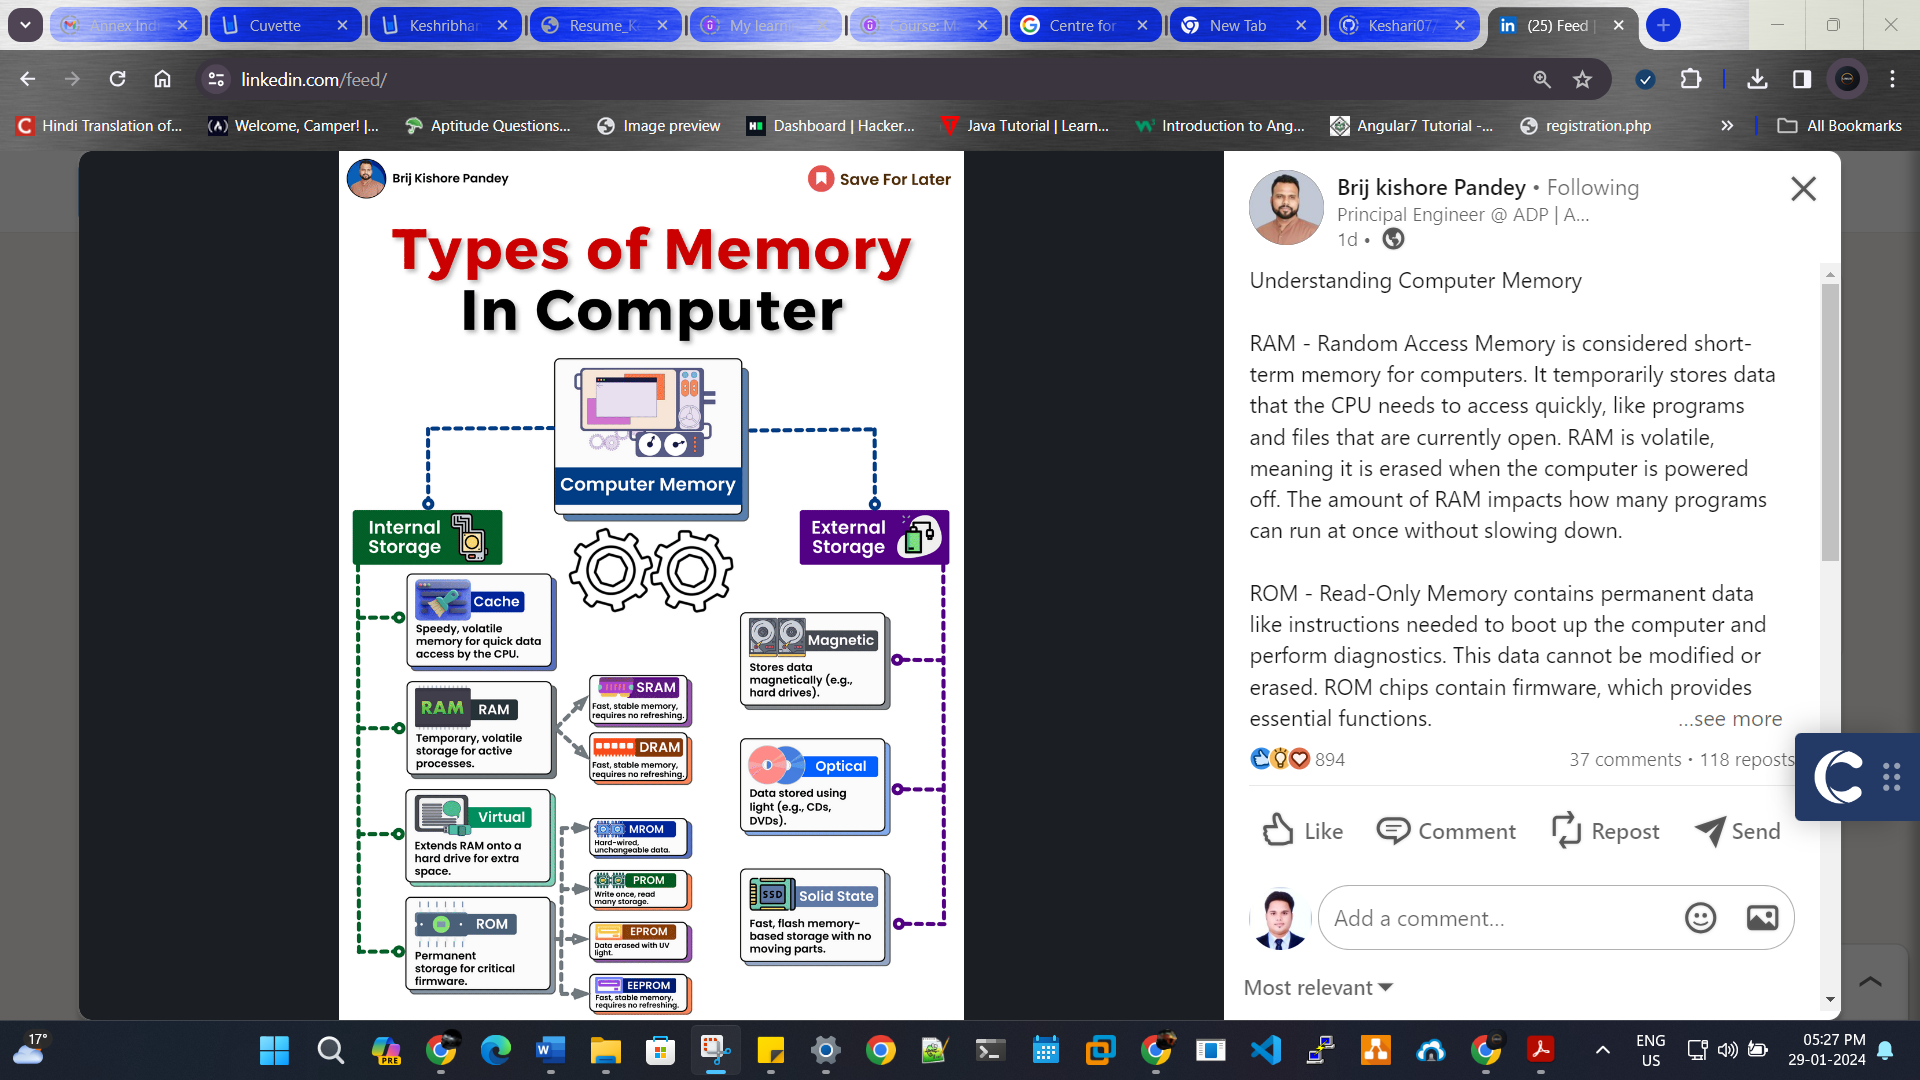 Annex Indi
Cuvette
Keshribhar
Resume_Ke
My learni
Course: M
Centre for
New Tab
Keshari07/
(25) Feed |
linkedin.com/feed/
Hindi Translation of...
Welcome, Camper! |...
Aptitude Questions...
Image preview
Dashboard | Hacker...
Java Tutorial | Learn...
Introduction to Ang...
Angular7 Tutorial -...
registration.php
All Bookmarks
Brij Kishore Pandey
Save For Later
Types of Memory
In Computer
Computer Memory
Internal
Storage
External
Storage
Cache
Speedy, volatile
memory for quick data
access by the CPU.
RAM RAM
Temporary, volatile
storage for active
processes.
SRAM
Fast, stable memory,
requires no refreshing.
DRAM
Fast, stable memory,
requires no refreshing.
Virtual
Extends RAM onto a
hard drive for extra
space.
ROM
Permanent
storage for critical
firmware.
MROM
Hard-wired,
unchangeable data.
PROM
Write once, read
many storage.
EPROM
Data erased with UV
light.
EEPROM
Fast, stable memory,
requires no refreshing.
Magnetic
Stores data
magnetically (e.g.,
hard drives).
Optical
Data stored using
light (e.g., CDs,
DVDs).
SSD Solid State
Fast, flash memory-
based storage with no
moving parts.
Brij kishore Pandey • Following
Principal Engineer @ ADP | A...
1d •
Understanding Computer Memory
RAM - Random Access Memory is considered short-
term memory for computers. It temporarily stores data
that the CPU needs to access quickly, like programs
and files that are currently open. RAM is volatile,
meaning it is erased when the computer is powered
off. The amount of RAM impacts how many programs
can run at once without slowing down.
ROM - Read-Only Memory contains permanent data
like instructions needed to boot up the computer and
perform diagnostics. This data cannot be modified or
erased. ROM chips contain firmware, which provides
essential functions.
...see more
894
37 comments • 118 reposts
Like
Comment
Repost
Send
Add a comment...
Most relevant
17°
PRE
ENG
US
05:27 PM
29-01-2024